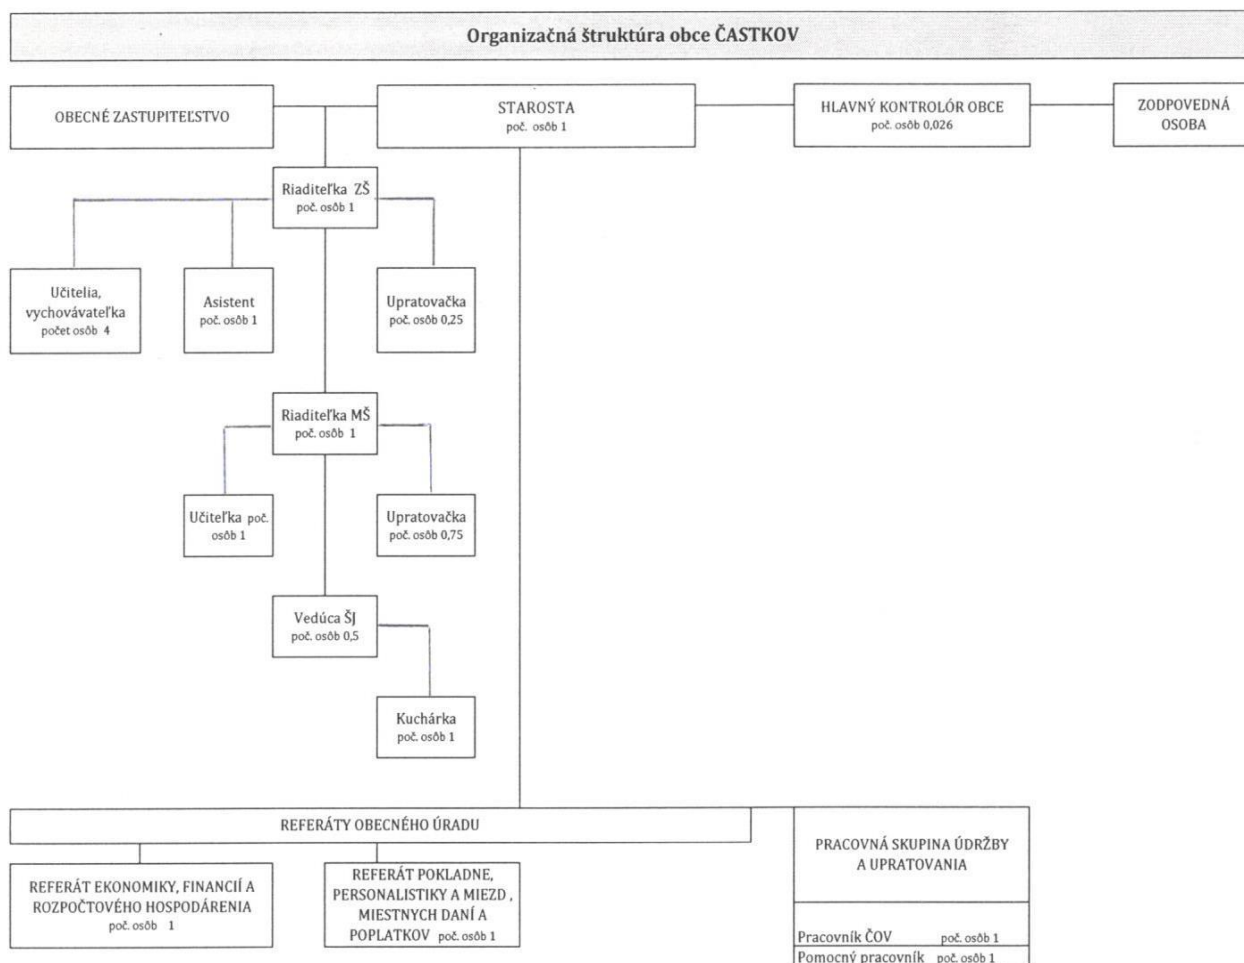 Organizačná štruktúra obce ČASTKOV
OBECNÉ ZASTUPITEĽSTVO
STAROSTA
poč. osôb 1
HLAVNÝ KONTROLÓR OBCE
poč. osôb 0,026
ZODPOVEDNÁ
OSOBA
Riaditeľka ZŠ
poč. osôb 1
Učitelia,
vychovávateľka
počet osôb 4
Asistent
poč. osôb 1
Upratovačka
poč. osôb 0,25
Riaditeľka MŠ
poč. osôb 1
Učiteľka poč.
osôb 1
Upratovačka
poč. osôb 0,75
Vedúca ŠJ
poč. osôb 0,5
Kuchárka
poč. osôb 1
REFERÁTY OBECNÉHO ÚRADU
REFERÁT EKONOMIKY, FINANCIÍ A
ROZPOČTOVÉHO HOSPODÁRENIA
poč. osôb 1
REFERÁT POKLADNE,
PERSONALISTIKY A MIEZD ,
MIESTNYCH DANÍ A
POPLATKOV poč. osôb 1
PRACOVNÁ SKUPINA ÚDRŽBY
A UPRATOVANIA
Pracovník ČOV poč. osôb 1
Pomocný pracovník poč. osôb 1